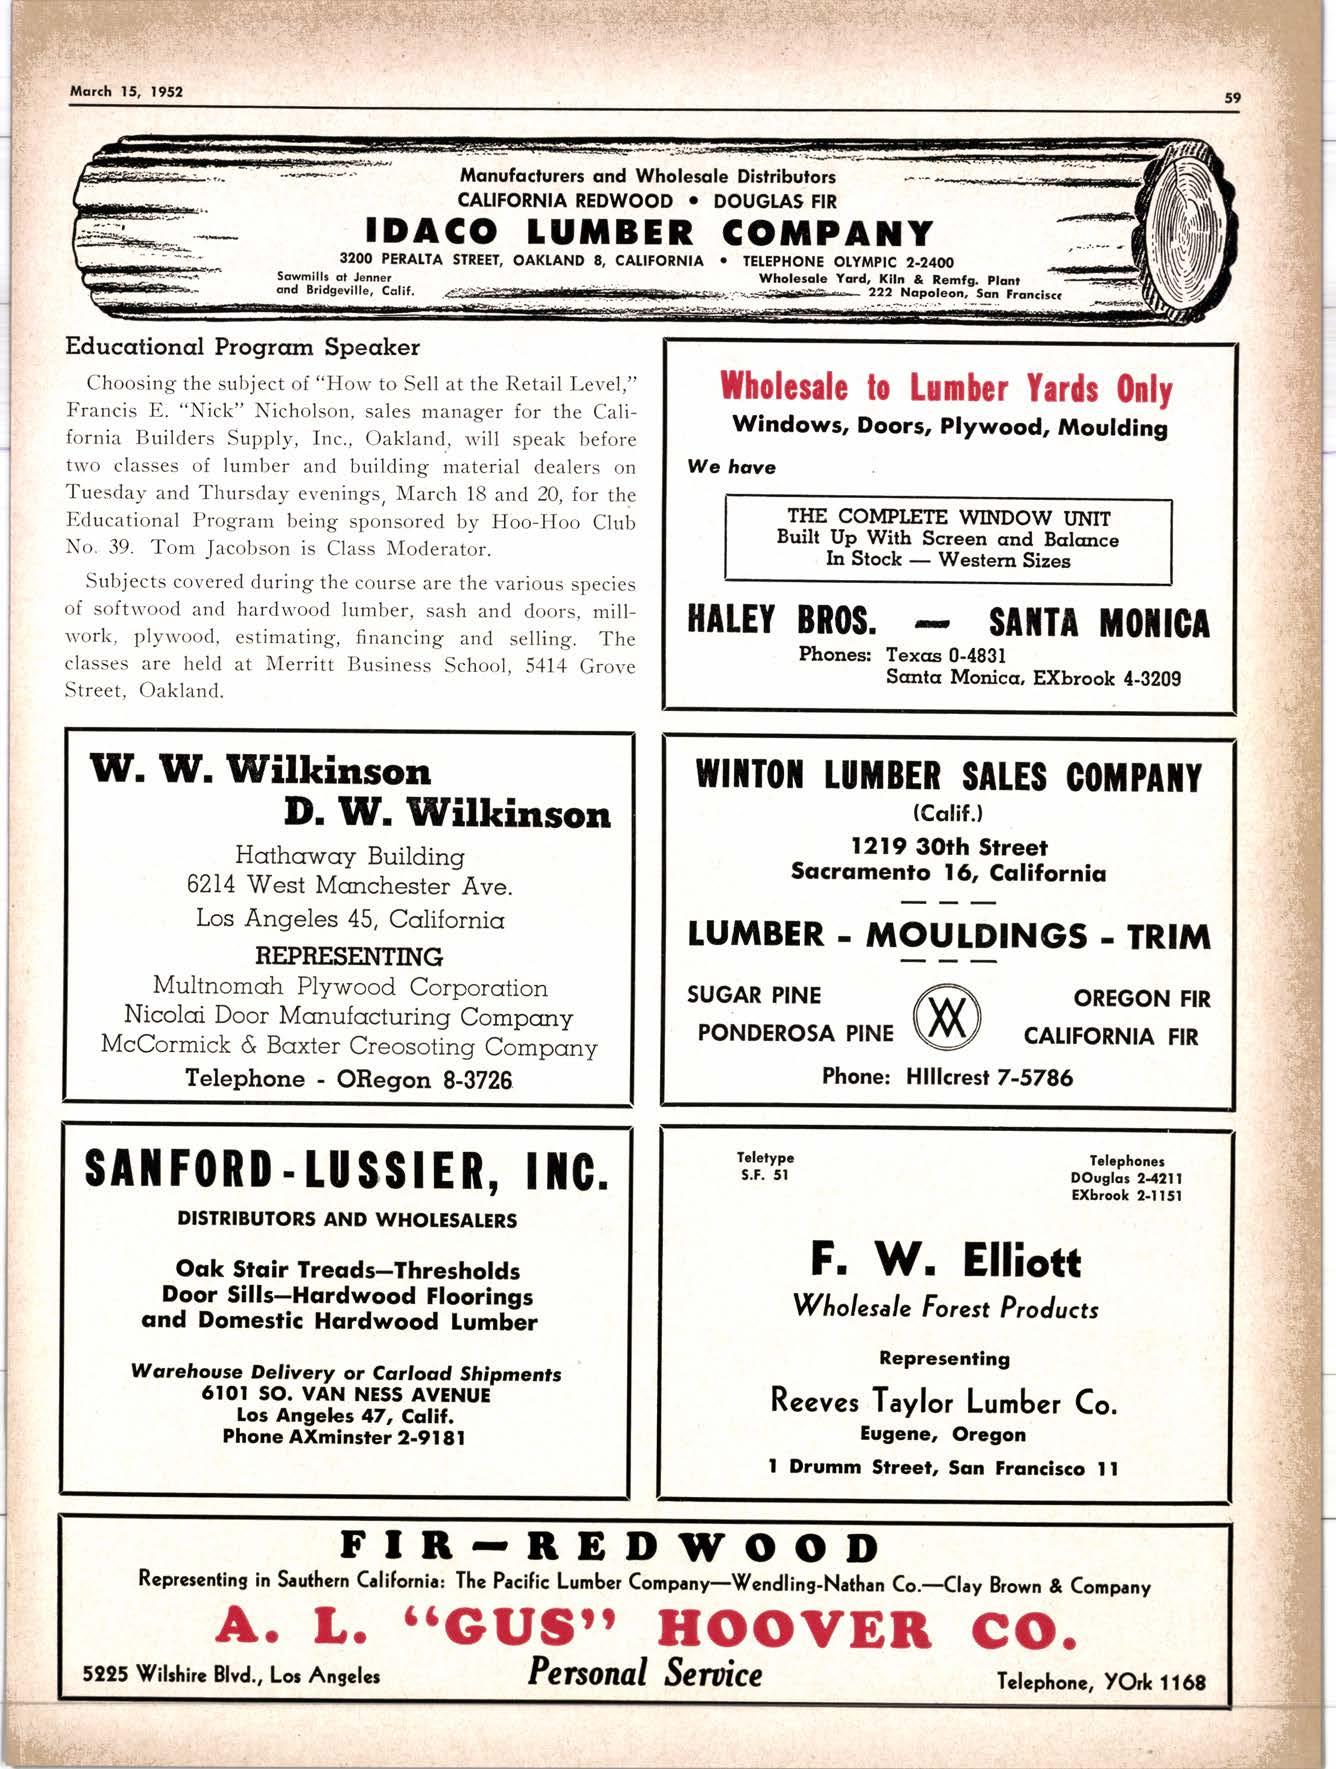 March 15, 1952
59
Manufacturers and Wholesale Distributors
CALIFORNIA REDWOOD • DOUGLAS FIR
IDACO LUMBER COMPANY
3200 PERALTA STREET, OAKLAND 8, CALIFORNIA • TELEPHONE OLYMPIC 2-2400
Sawmills at Jenner
and Bridgeville, Calif.
Wholesale Yard, Kiln & Remfg. Plant
222 Napoleon, San Francisco
Educational Program Speaker
Choosing the subject of "How to Sell at the Retail Level,"
Francis E. "Nick" Nicholson, sales manager for the Cali-
fornia Builders Supply, Inc., Oakland, will speak before
two classes of lumber and building material dealers on
Tuesday and Thursday evenings, March 18 and 20, for the
Educational Program being sponsored by Hoo-Hoo Club
No. 39. Tom Jacobson is Class Moderator.
Subjects covered during the course are the various species
of softwood and hardwood lumber, sash and doors, mill-
work, plywood, estimating, financing and selling. The
classes are held at Merritt Business School, 5414 Grove
Street, Oakland.
Wholesale to Lumber Yards Only
Windows, Doors, Plywood, Moulding
We have
THE COMPLETE WINDOW UNIT
Built Up With Screen and Balance
In Stock — Western Sizes
HALEY BROS. — SANTA MONICA
Phones: Texas 0-4831
Santa Monica, EXbrook 4-3209
W. W. Wilkinson
D. W. Wilkinson
Hathaway Building
6214 West Manchester Ave.
Los Angeles 45, California
REPRESENTING
Multnomah Plywood Corporation
Nicolai Door Manufacturing Company
McCormick & Baxter Creosoting Company
Telephone - ORegon 8-3726
WINTON LUMBER SALES COMPANY
(Calif.)
1219 30th Street
Sacramento 16, California
LUMBER - MOULDINGS - TRIM
SUGAR PINE
OREGON FIR
PONDEROSA PINE
CALIFORNIA FIR
Phone: HIllcrest 7-5786
SANFORD-LUSSIER, INC.
DISTRIBUTORS AND WHOLESALERS
Oak Stair Treads—Thresholds
Door Sills—Hardwood Floorings
and Domestic Hardwood Lumber
Warehouse Delivery or Carload Shipments
6101 SO. VAN NESS AVENUE
Los Angeles 47, Calif.
Phone AXminster 2-9181
Teletype
S.F. 51
Telephones
DOuglas 2-4211
EXbrook 2-1151
F. W. Elliott
Wholesale Forest Products
Representing
Reeves Taylor Lumber Co.
Eugene, Oregon
1 Drumm Street, San Francisco 11
FIR—REDWOOD
Representing in Sauthern California: The Pacific Lumber Company—Wendling-Nathan Co.—Clay Brown & Company
A. L. "GUS" HOOVER CO.
5225 Wilshire Blvd., Los Angeles
Personal Service
Telephone, YOrk 1168